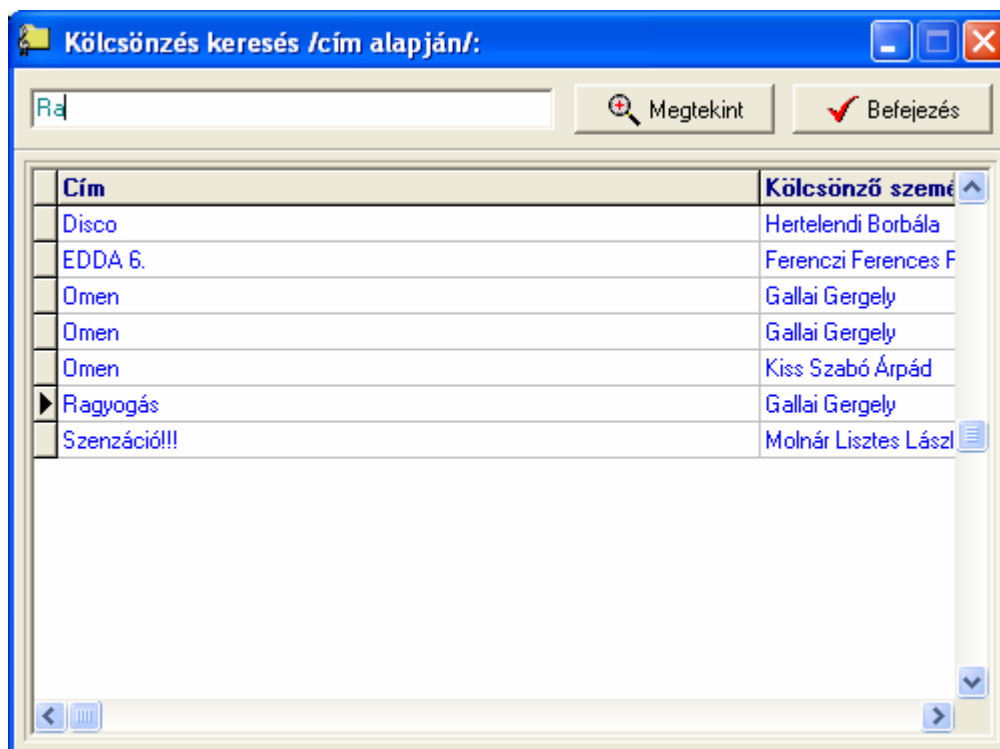 Kölcsönzés keresés /cím alapján/:
Ra Megtekint Befejezés
Cím Kölcsönző szemé
Disco Hertelendi Borbála
EDDA 6. Ferenczi Ferences F
Omen Gallai Gergely
Omen Gallai Gergely
Omen Kiss Szabó Árpád
Ragyogás Gallai Gergely
Szenzáció!!! Molnár Lisztes Lászl